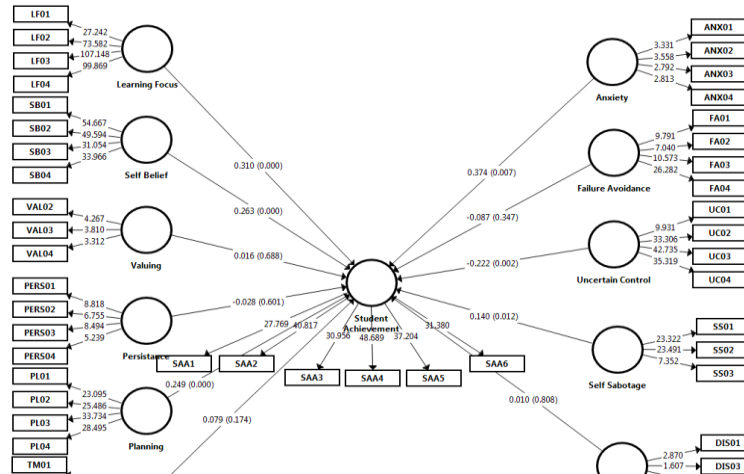 LF01
27.242
LF02
73.582
LF03
107.148
LF04
99.869
Learning Focus
SB01
54.667
SB02
49.594
SB03
31.054
SB04
33.966
Self Belief
VAL02
4.267
VAL03
3.810
VAL04
3.312
Valuing
PERS01
8.818
PERS02
6.755
PERS03
8.494
PERS04
5.239
Persistance
PL01
23.095
PL02
25.486
PL03
33.734
PL04
28.495
Planning
TM01
0.310 (0.000)
0.263 (0.000)
0.016 (0.688)
-0.028 (0.601)
0.249 (0.000)
0.079 (0.174)
Student
Achievement
27.769
40.817
30.956
48.689
37.204
31.380
SAA1
SAA2
SAA3
SAA4
SAA5
SAA6
0.374 (0.007)
-0.087 (0.347)
-0.222 (0.002)
0.140 (0.012)
0.010 (0.808)
ANX01
3.331
ANX02
3.558
ANX03
2.792
ANX04
2.813
Anxiety
FA01
9.791
FA02
7.040
FA03
10.573
FA04
26.282
Failure Avoidance
UC01
9.931
UC02
33.306
UC03
42.735
UC04
35.319
Uncertain Control
SS01
23.322
SS02
23.491
SS03
7.352
Self Sabotage
DIS01
2.870
DIS03
1.607